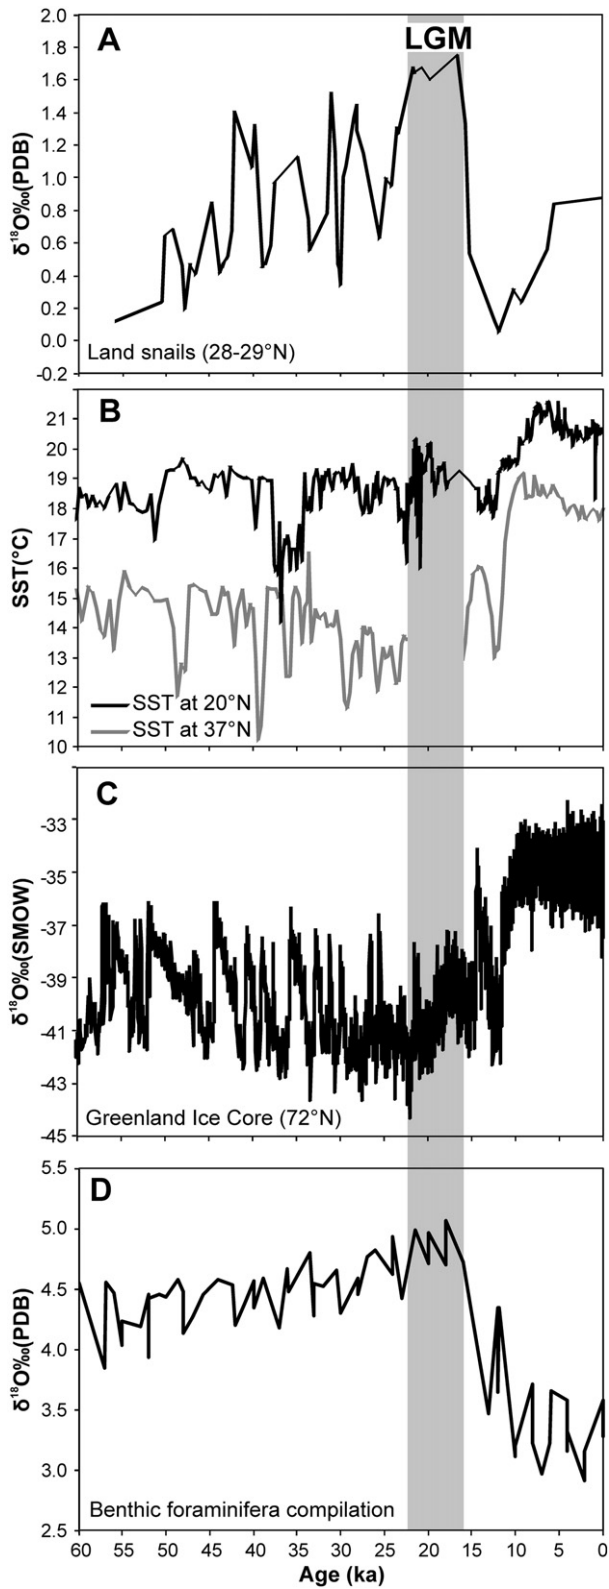 LGM
A
2.0
1.8
1.6
1.4
1.2
1.0
0.8
0.6
0.4
0.2
0.0
-0.2
δ¹⁸O‰(PDB)
Land snails (28-29°N)
B
21
20
19
18
17
16
15
14
13
12
11
10
SST(°C)
SST at 20°N
SST at 37°N
C
-33
-35
-37
-39
-41
-43
-45
δ¹⁸O‰(SMOW)
Greenland Ice Core (72°N)
D
5.5
5.0
4.5
4.0
3.5
3.0
2.5
δ¹⁸O‰(PDB)
Benthic foraminifera compilation
60 55 50 45 40 35 30 25 20 15 10 5 0
Age (ka)